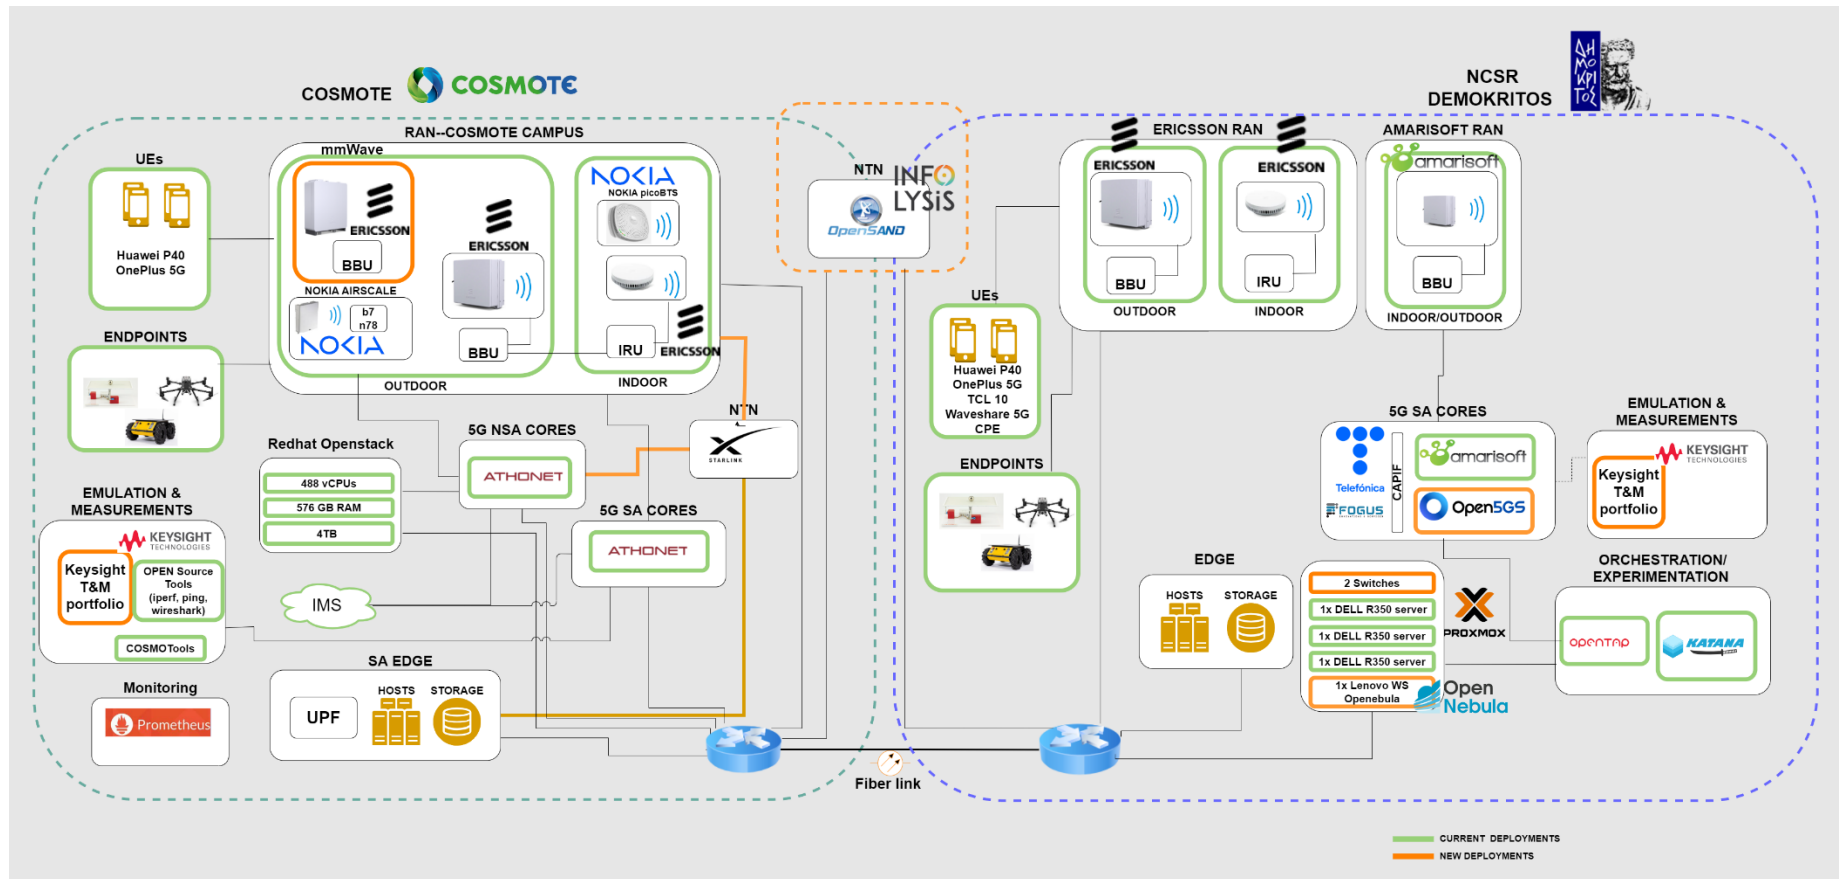 COSMOTE
COSMOTE
RAN--COSMOTE CAMPUS
UEs
Huawei P40
OnePlus 5G
mmWave
ERICSSON
BBU
NOKIA AIRSCALE
b7
n78
NOKIA
ERICSSON
BBU
OUTDOOR
NOKIA
NOKIA picoBTS
IRU
ERICSSON
INDOOR
ENDPOINTS
Redhat Openstack
488 vCPUs
576 GB RAM
4TB
5G NSA CORES
ATHONET
NTN
STARLINK
5G SA CORES
ATHONET
EMULATION &
MEASUREMENTS
KEYSIGHT
TECHNOLOGIES
Keysight
T&M
portfolio
OPEN Source
Tools
(iperf, ping,
wireshark)
COSMOTools
IMS
Monitoring
Prometheus
SA EDGE
UPF
HOSTS
STORAGE
NTN
INFO
LYSiS
OpenSAND
Fiber link
NCSR
DEMOKRITOS
ΔΗ
ΜΟ
ΚΡΙ
ΤΟΣ
ERICSSON RAN
ERICSSON
BBU
OUTDOOR
ERICSSON
IRU
INDOOR
AMARISOFT RAN
amarisoft
BBU
INDOOR/OUTDOOR
UEs
Huawei P40
OnePlus 5G
TCL 10
Waveshare 5G
CPE
ENDPOINTS
5G SA CORES
Telefónica
FOGUS
CAPIF
amarisoft
Open5GS
EMULATION &
MEASUREMENTS
KEYSIGHT
TECHNOLOGIES
Keysight
T&M
portfolio
EDGE
HOSTS
STORAGE
2 Switches
1x DELL R350 server
1x DELL R350 server
1x DELL R350 server
1x Lenovo WS
Openebula
PROXMOX
Open
Nebula
ORCHESTRATION/
EXPERIMENTATION
OPENTAP
KATANA
CURRENT DEPLOYMENTS
NEW DEPLOYMENTS